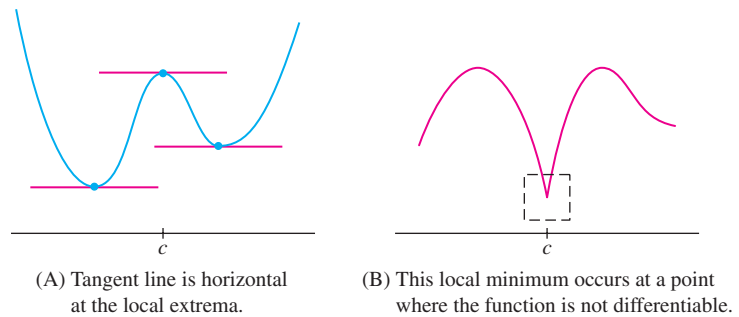 c
c
(A) Tangent line is horizontal
at the local extrema.
(B) This local minimum occurs at a point
where the function is not differentiable.